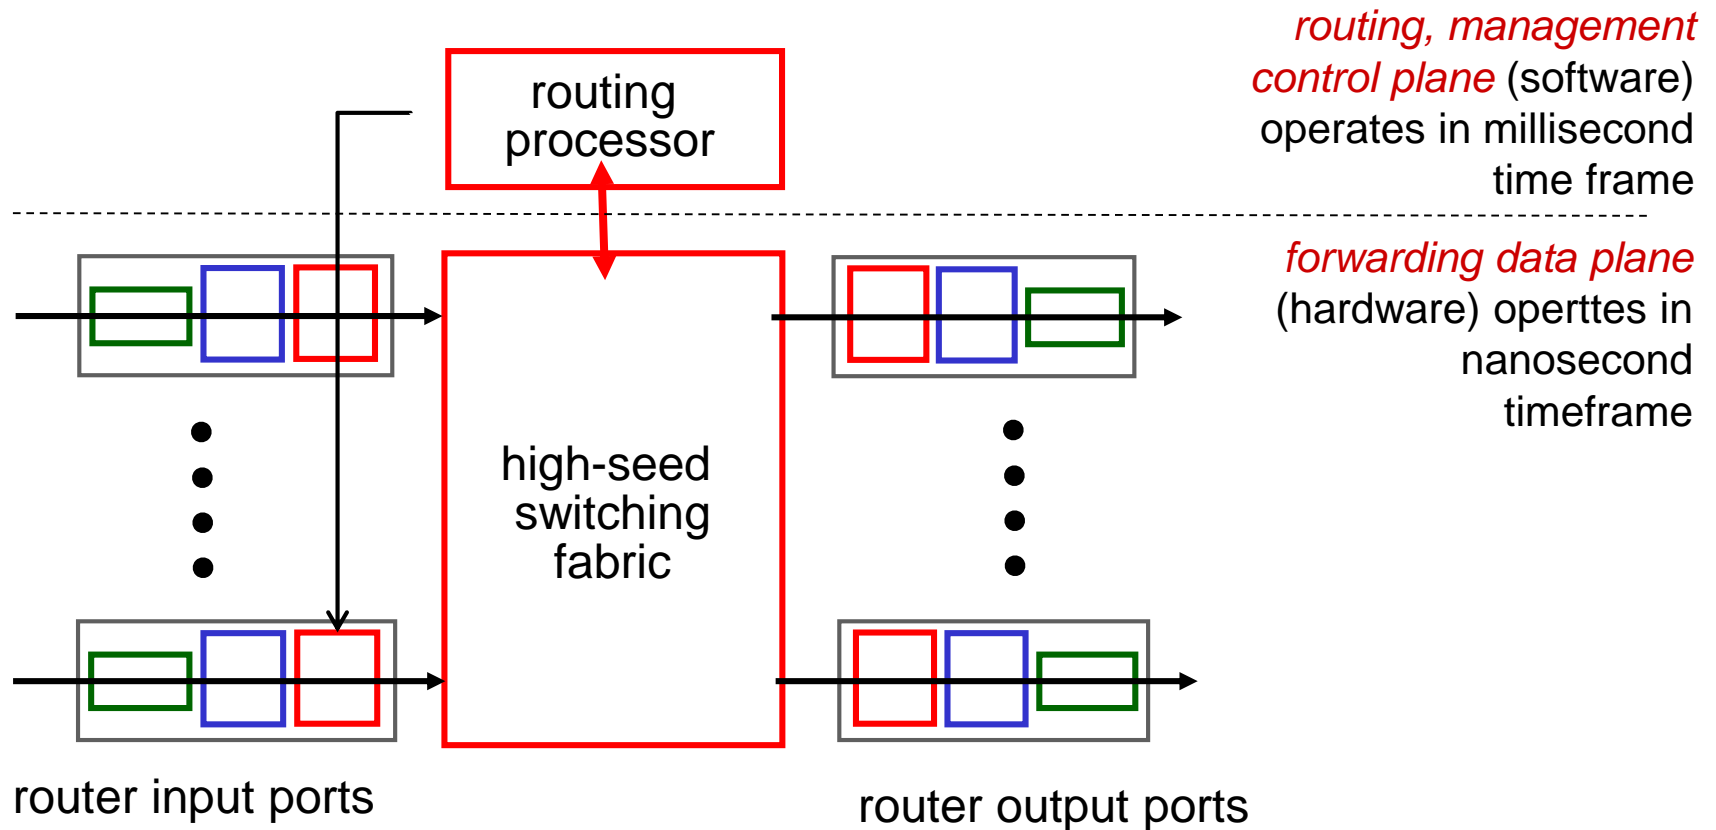 routing, management
control plane (software)
operates in millisecond
time frame
routing
processor
forwarding data plane
(hardware) operttes in
nanosecond
timeframe
high-seed
switching
fabric
router input ports
router output ports